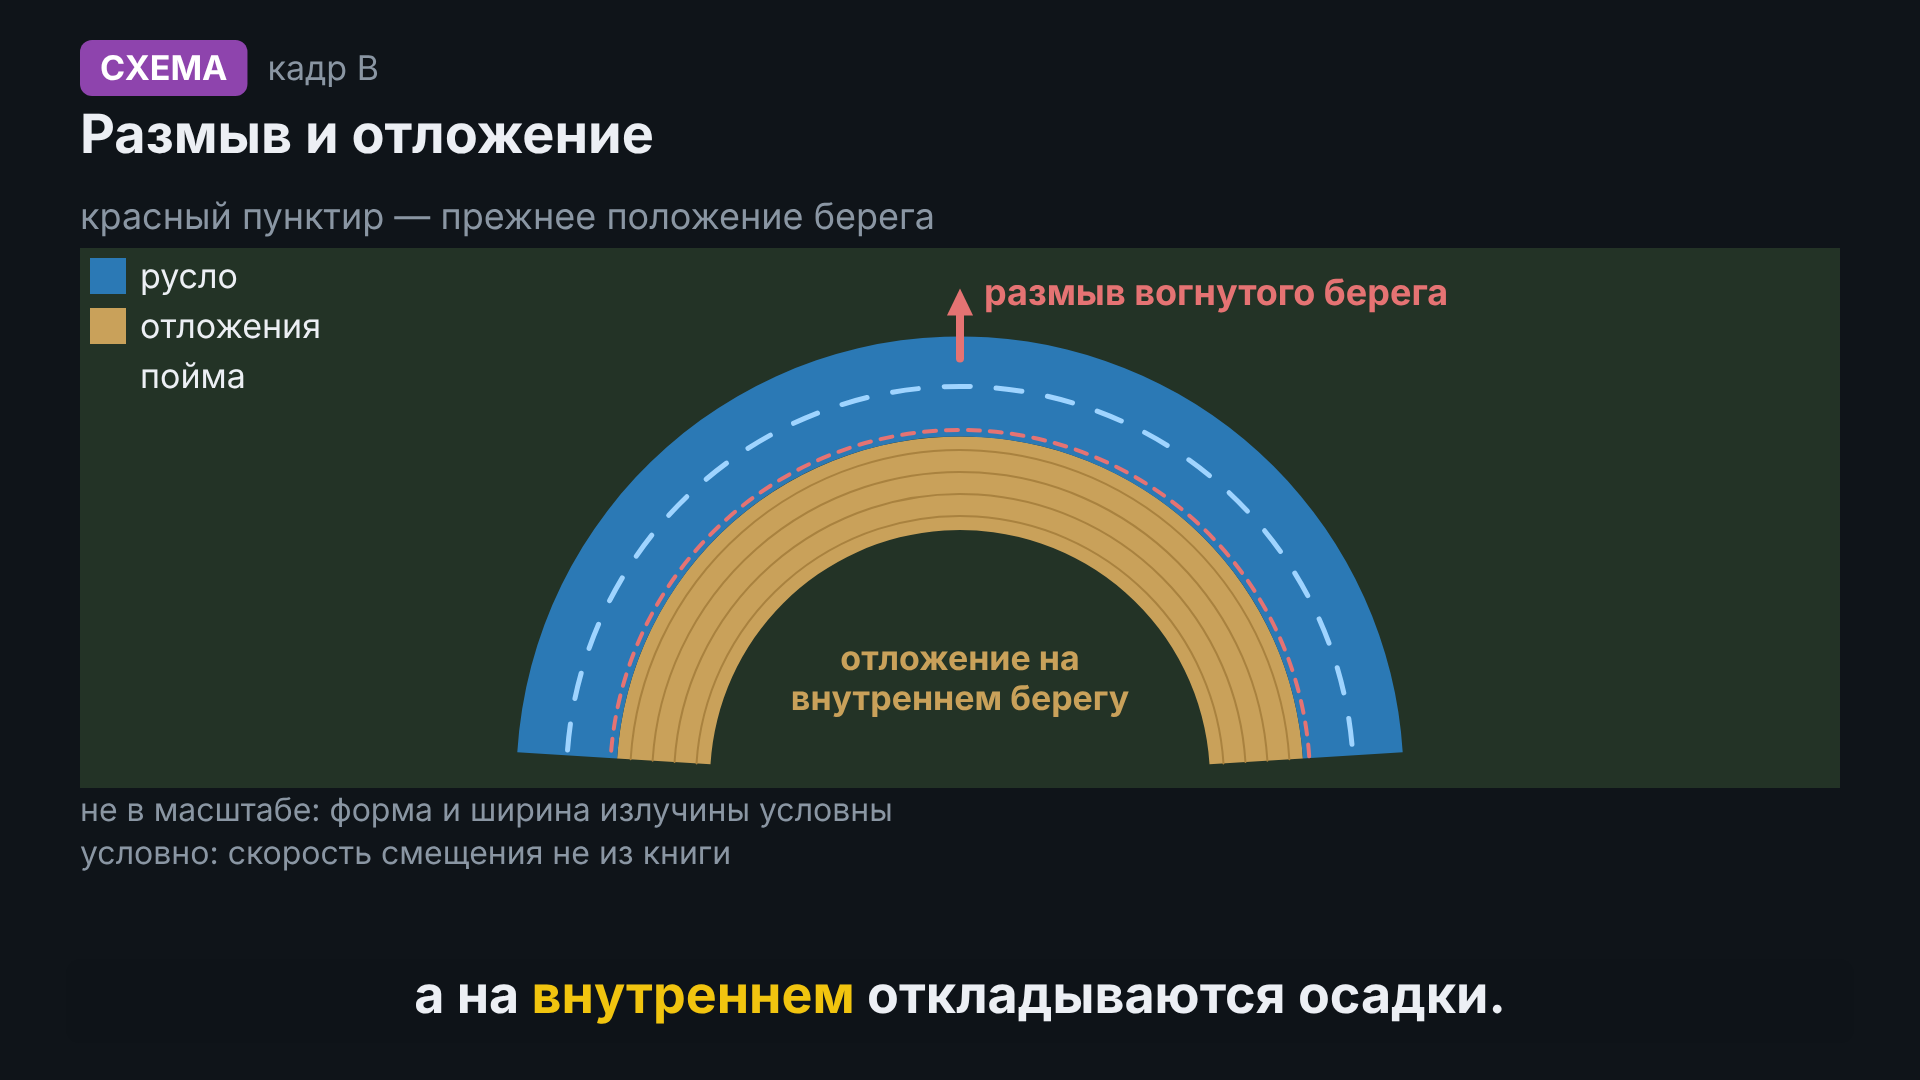 СХЕМА кадр B
Размыв и отложение
красный пунктир — прежнее положение берега
русло
отложения
пойма
размыв вогнутого берега
отложение на
внутреннем берегу
не в масштабе: форма и ширина излучины условны
условно: скорость смещения не из книги
а на внутреннем откладываются осадки.